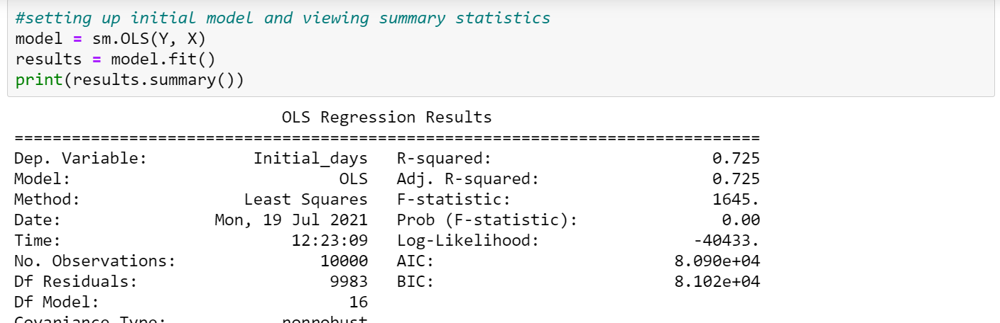 #setting up initial model and viewing summary statistics
model = sm.OLS(Y, X)
results = model.fit()
print(results.summary())
OLS Regression Results
==============================================================================
Dep. Variable: Initial_days R-squared: 0.725
Model: OLS Adj. R-squared: 0.725
Method: Least Squares F-statistic: 1645.
Date: Mon, 19 Jul 2021 Prob (F-statistic): 0.00
Time: 12:23:09 Log-Likelihood: -40433.
No. Observations: 10000 AIC: 8.090e+04
Df Residuals: 9983 BIC: 8.102e+04
Df Model: 16
Covariance Type: nonrobust